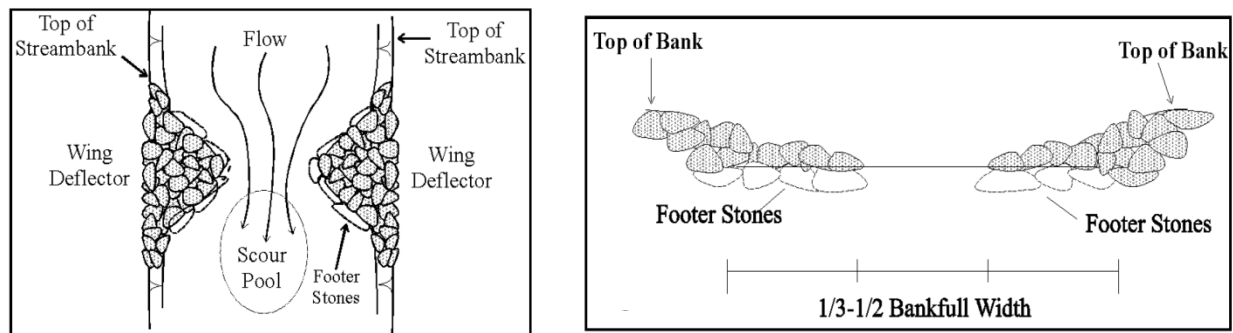 Top of
Streambank
Flow
Top of
Streambank
Wing
Deflector
Wing
Deflector
Scour
Pool
Footer
Stones
Top of Bank
Top of Bank
Footer Stones
Footer Stones
1/3-1/2 Bankfull Width